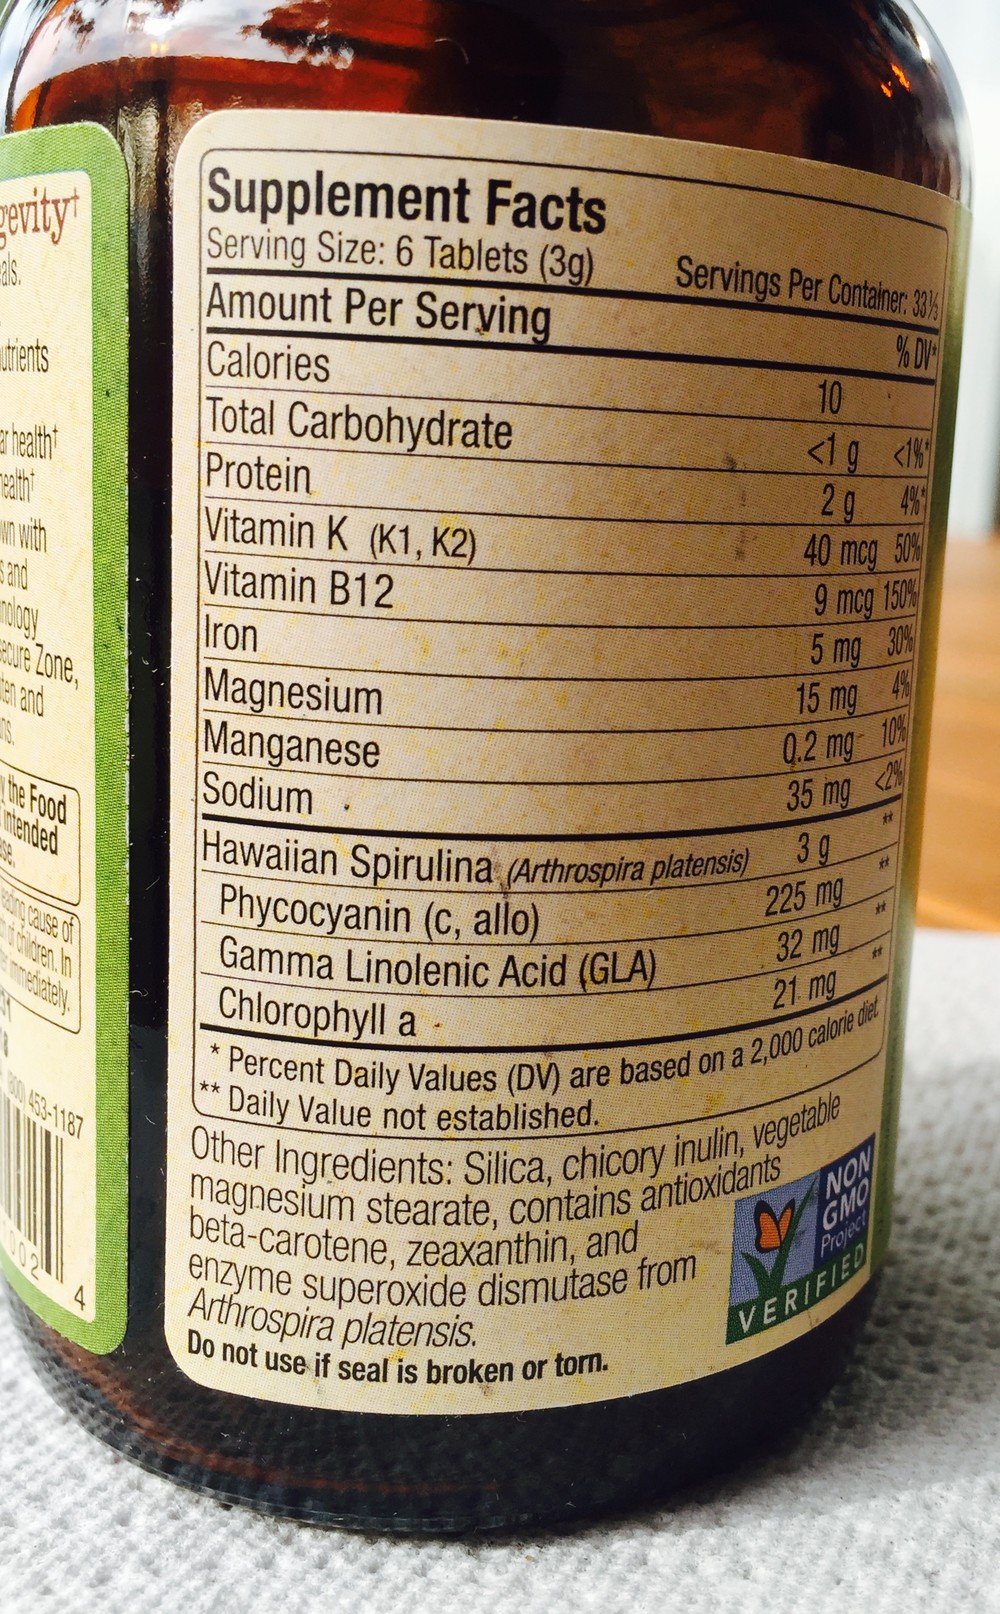 gevity†
als.
utrients
ar health†
health†
wn with
s and
nology
ecure Zone,
ten and
ns.
y the Food
intended
se.
eading cause of
of children. In
er immediately.
(800) 453-1187
002
4
Supplement Facts
Serving Size: 6 Tablets (3g) Servings Per Container: 33⅓
Amount Per Serving % DV*
Calories 10
Total Carbohydrate <1 g <1%*
Protein 2 g 4%*
Vitamin K (K1, K2) 40 mcg 50%
Vitamin B12 9 mcg 150%
Iron 5 mg 30%
Magnesium 15 mg 4%
Manganese 0.2 mg 10%
Sodium 35 mg <2%
Hawaiian Spirulina (Arthrospira platensis) 3 g **
Phycocyanin (c, allo) 225 mg **
Gamma Linolenic Acid (GLA) 32 mg **
Chlorophyll a 21 mg **
* Percent Daily Values (DV) are based on a 2,000 calorie diet.
** Daily Value not established.
Other Ingredients: Silica, chicory inulin, vegetable
magnesium stearate, contains antioxidants
beta-carotene, zeaxanthin, and
enzyme superoxide dismutase from
Arthrospira platensis.
Do not use if seal is broken or torn.
NON
GMO
Project
VERIFIED